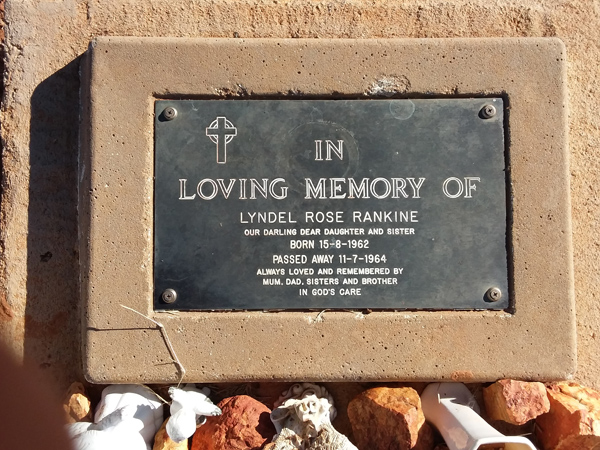 IN
LOVING MEMORY OF
LYNDEL ROSE RANKINE
OUR DARLING DEAR DAUGHTER AND SISTER
BORN 15-8-1962
PASSED AWAY 11-7-1964
ALWAYS LOVED AND REMEMBERED BY
MUM, DAD, SISTERS AND BROTHER
IN GOD'S CARE